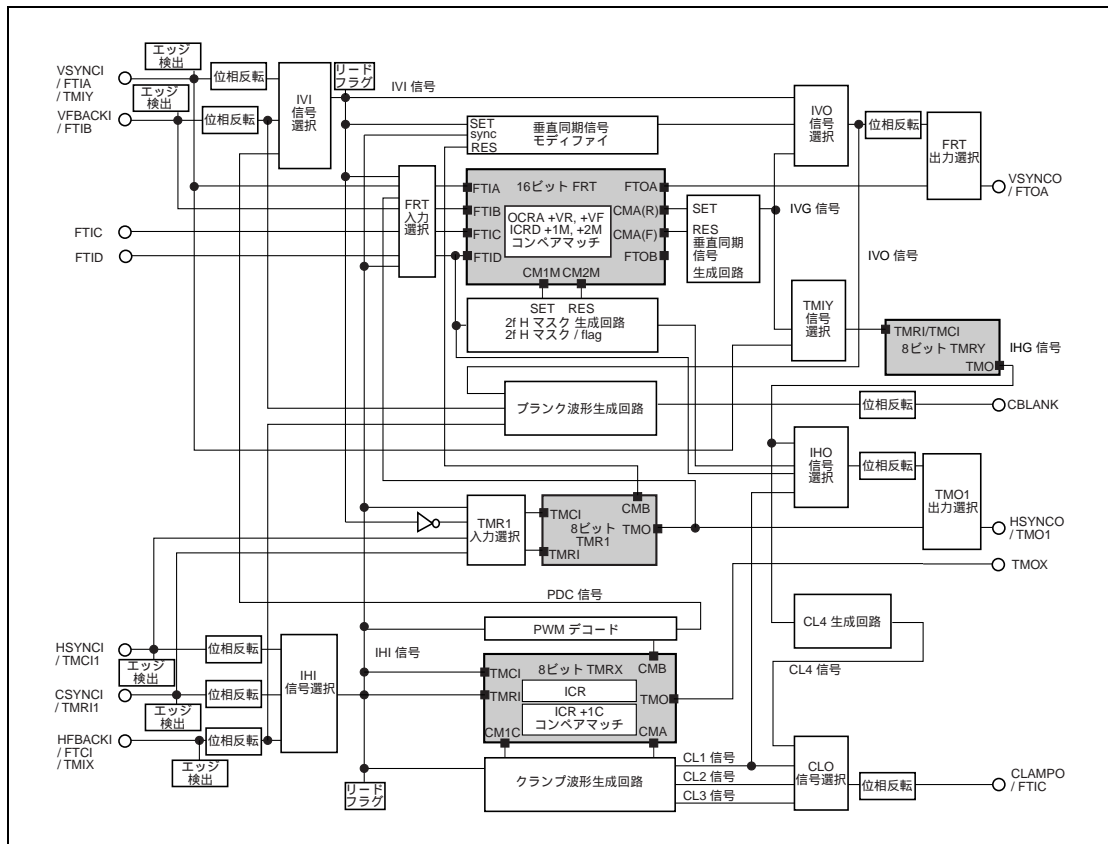 エッジ
検出
VSYNCI
/ FTIA
/ TMIY
位相反転
エッジ
検出
VFBACKI
/ FTIB
位相反転
IVI
信号
選択
リード
フラグ
IVI 信号
SET
sync
RES
垂直同期信号
モディファイ
IVO
信号
選択
位相反転
FRT
出力選択
VSYNCO
/ FTOA
FTIC
FTID
FRT
入力
選択
16ビット FRT
FTIA
FTIB
FTIC
FTID
OCRA +VR, +VF
ICRD +1M, +2M
コンペアマッチ
FTOA
CMA(R)
CMA(F)
FTOB
CM1M CM2M
SET
RES
垂直同期
信号
生成回路
IVG 信号
IVO 信号
SET RES
2f H マスク 生成回路
2f H マスク / flag
TMIY
信号
選択
TMRI/TMCI
8ビット TMRY
TMO
IHG 信号
ブランク波形生成回路
位相反転
CBLANK
IHO
信号
選択
位相反転
TMO1
出力選択
HSYNCO
/ TMO1
TMR1
入力選択
TMCI
TMRI
8ビット
TMR1
CMB
TMO
TMOX
PDC 信号
PWM デコード
CL4 生成回路
CL4 信号
HSYNCI
/ TMCI1
エッジ
検出
位相反転
CSYNCI
/ TMRI1
エッジ
検出
位相反転
HFBACKI
/ FTCI
/ TMIX
エッジ
検出
位相反転
IHI
信号選択
IHI 信号
TMCI
TMRI
8ビット TMRX
CMB
ICR
ICR +1C
コンペアマッチ
TMO
CM1C
CMA
リード
フラグ
クランプ波形生成回路
CL1 信号
CL2 信号
CL3 信号
CLO
信号選択
位相反転
CLAMPO
/ FTIC